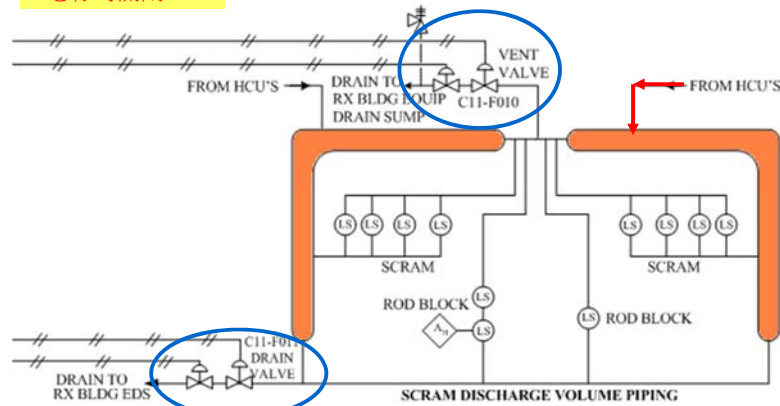 VENT
VALVE
FROM HCU'S
DRAIN TO
RX BLDG EQUIP
DRAIN SUMP
C11-F010
FROM HCU'S
LS LS LS LS
LS LS LS LS
SCRAM
SCRAM
ROD BLOCK
LS
LS
LS
ROD BLOCK
C11-F011
DRAIN
VALVE
DRAIN TO
RX BLDG EDS
SCRAM DISCHARGE VOLUME PIPING